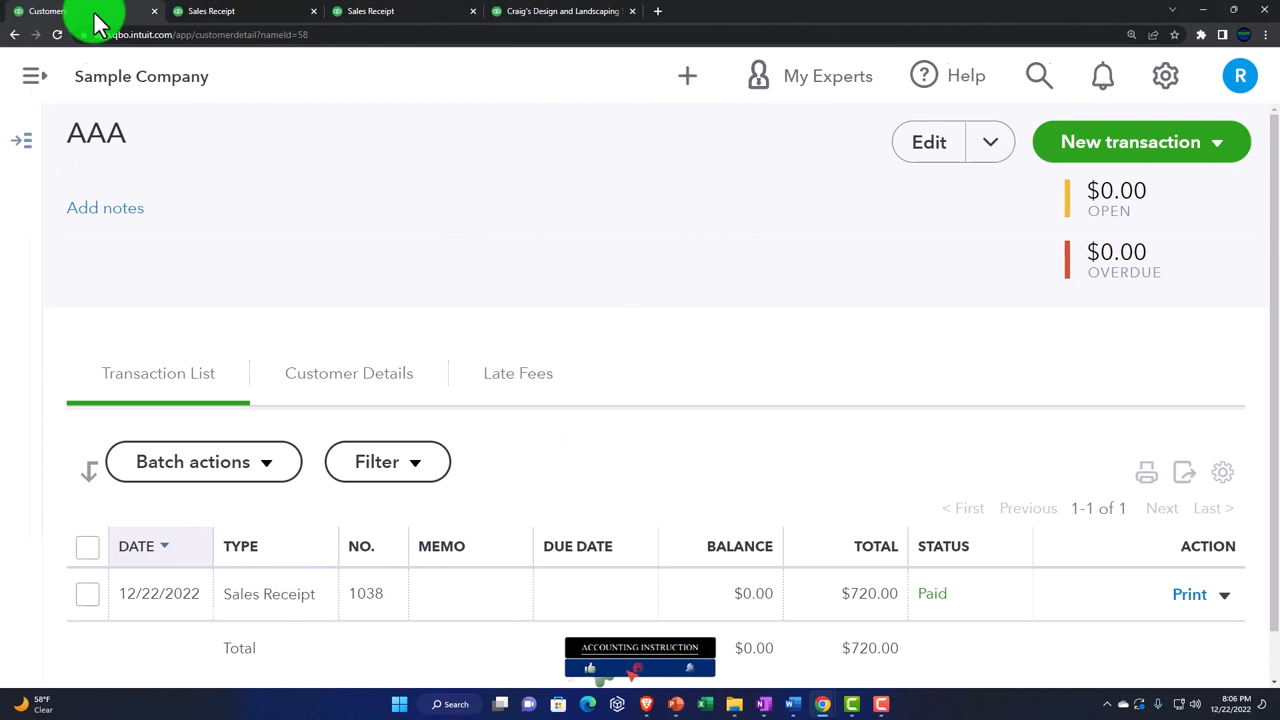 Customers
Sales Receipt
Sales Receipt
Craig's Design and Landscaping
qbo.intuit.com/app/customerdetail?nameId=58
Sample Company
My Experts
Help
R
AAA
Edit
New transaction
Add notes
$0.00
OPEN
$0.00
OVERDUE
Transaction List
Customer Details
Late Fees
Batch actions
Filter
< First Previous 1-1 of 1 Next Last >
DATE TYPE NO. MEMO DUE DATE BALANCE TOTAL STATUS ACTION
12/22/2022 Sales Receipt 1038 $0.00 $720.00 Paid Print
Total $0.00 $720.00
ACCOUNTING INSTRUCTION
58°F
Clear
Search
8:06 PM
12/22/2022